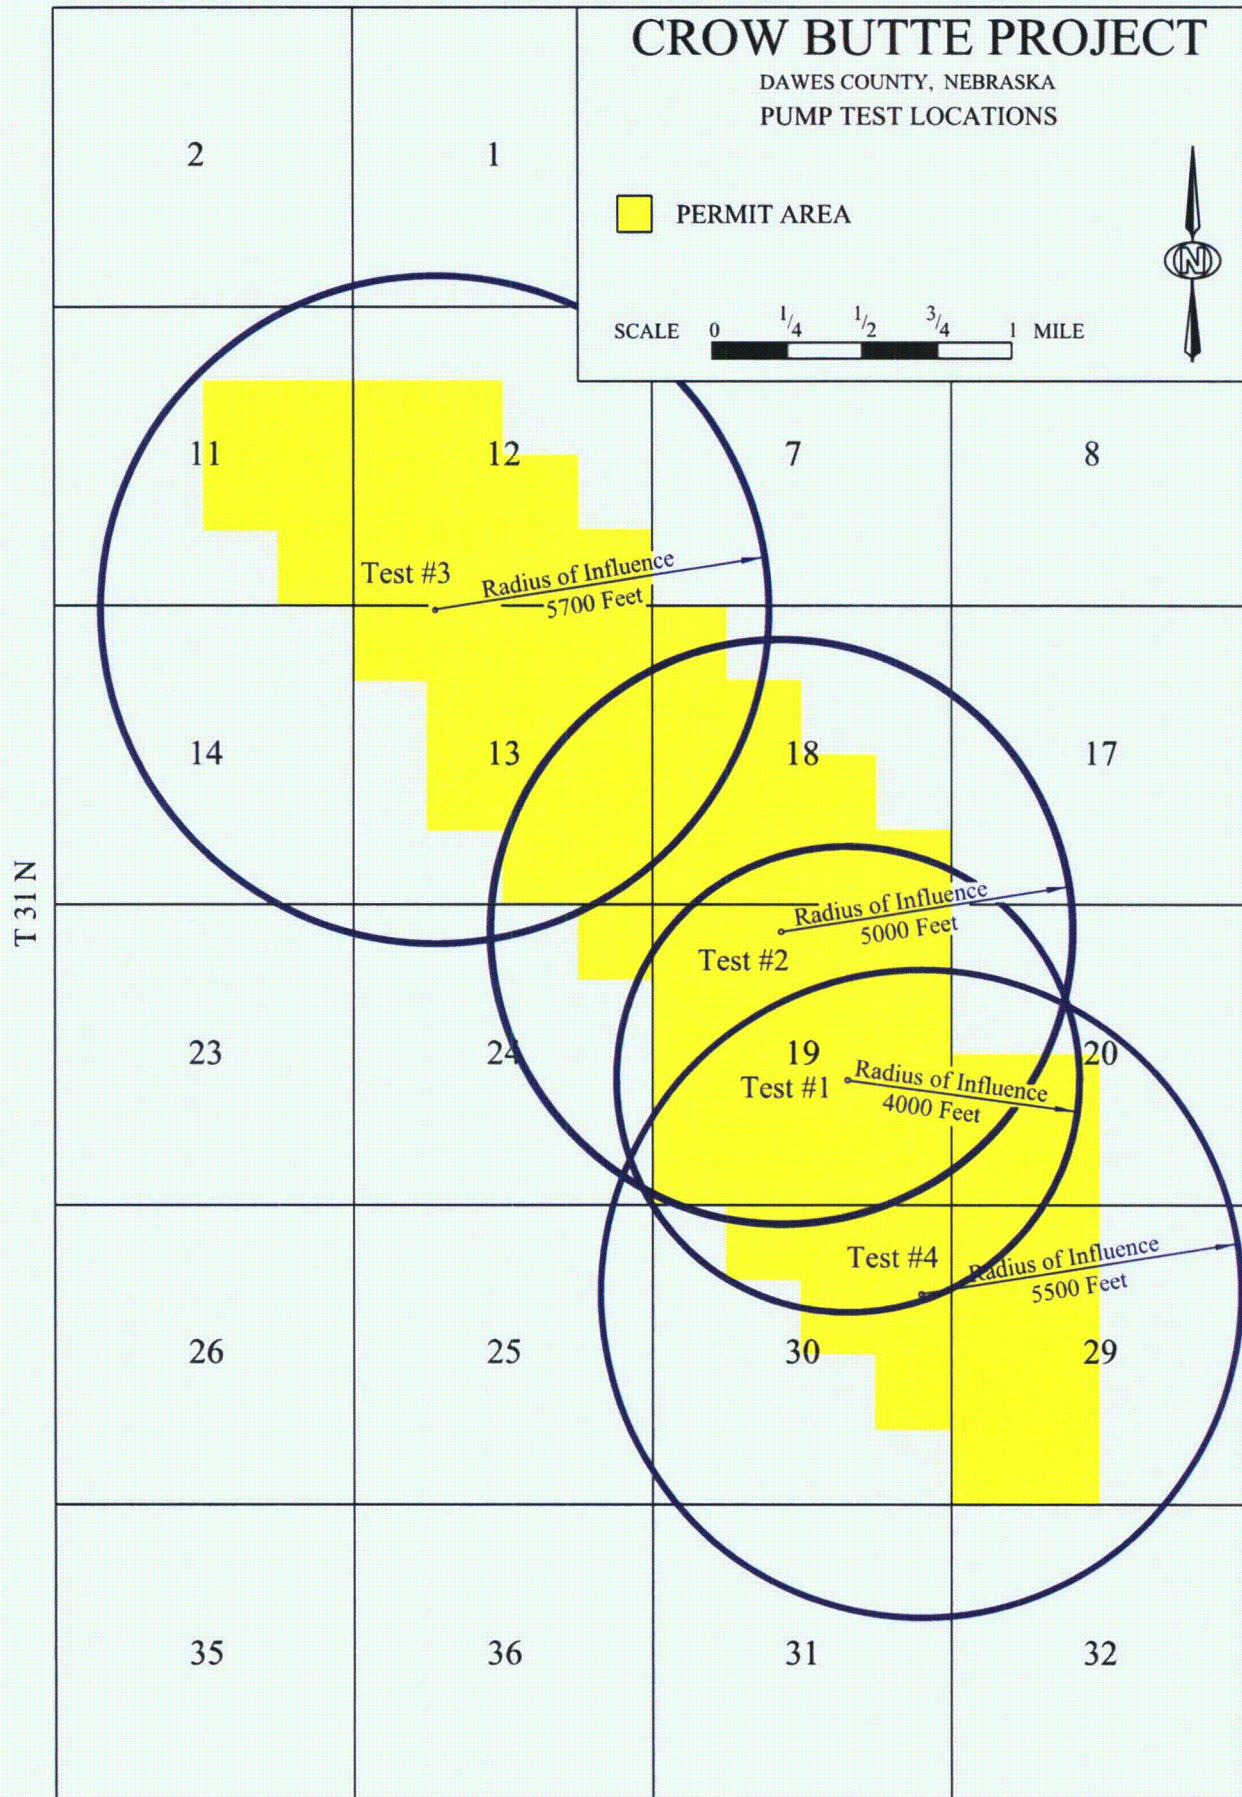 CROW BUTTE PROJECT
DAWES COUNTY, NEBRASKA
PUMP TEST LOCATIONS
PERMIT AREA
N
SCALE 0 1/4 1/2 3/4 1 MILE
2 1
11 12 7 8
Test #3
Radius of Influence
5700 Feet
14 13 18 17
T 31 N
Radius of Influence
5000 Feet
Test #2
23 24 19 20
Test #1
Radius of Influence
4000 Feet
Test #4
Radius of Influence
5500 Feet
26 25 30 29
35 36 31 32